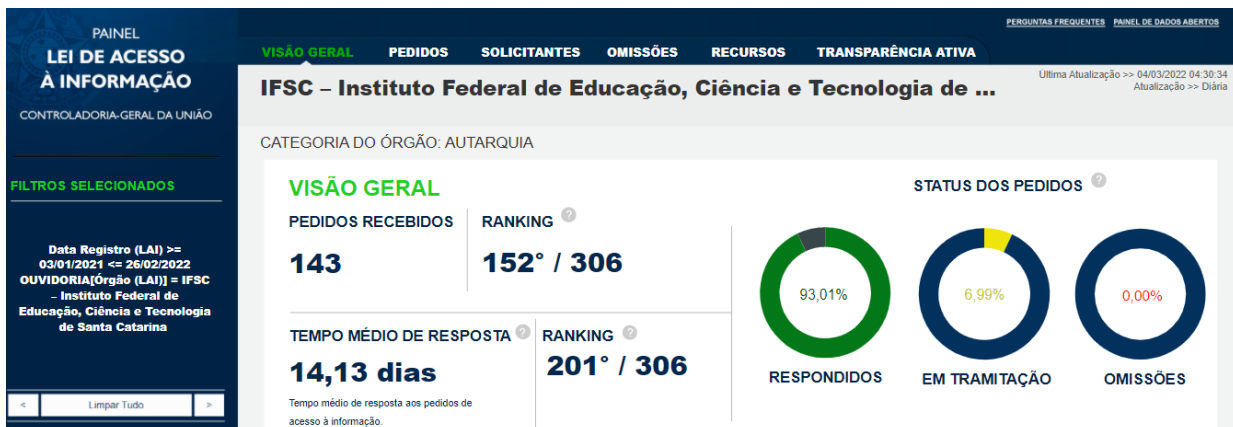 PERGUNTAS FREQUENTES PAINEL DE DADOS ABERTOS
PAINEL
LEI DE ACESSO
À INFORMAÇÃO
CONTROLADORIA-GERAL DA UNIÃO
VISÃO GERAL PEDIDOS SOLICITANTES OMISSÕES RECURSOS TRANSPARÊNCIA ATIVA
IFSC – Instituto Federal de Educação, Ciência e Tecnologia de ...
Última Atualização >> 04/03/2022 04:30:34
Atualização >> Diária
CATEGORIA DO ÓRGÃO: AUTARQUIA
FILTROS SELECIONADOS
Data Registro (LAI) >=
03/01/2021 <= 26/02/2022
OUVIDORIA[Órgão (LAI)] = IFSC
– Instituto Federal de
Educação, Ciência e Tecnologia
de Santa Catarina
< Limpar Tudo >
VISÃO GERAL
PEDIDOS RECEBIDOS
143
RANKING ?
152° / 306
TEMPO MÉDIO DE RESPOSTA ?
14,13 dias
Tempo médio de resposta aos pedidos de
acesso à informação.
RANKING ?
201° / 306
STATUS DOS PEDIDOS ?
93,01%
RESPONDIDOS
6,99%
EM TRAMITAÇÃO
0,00%
OMISSÕES